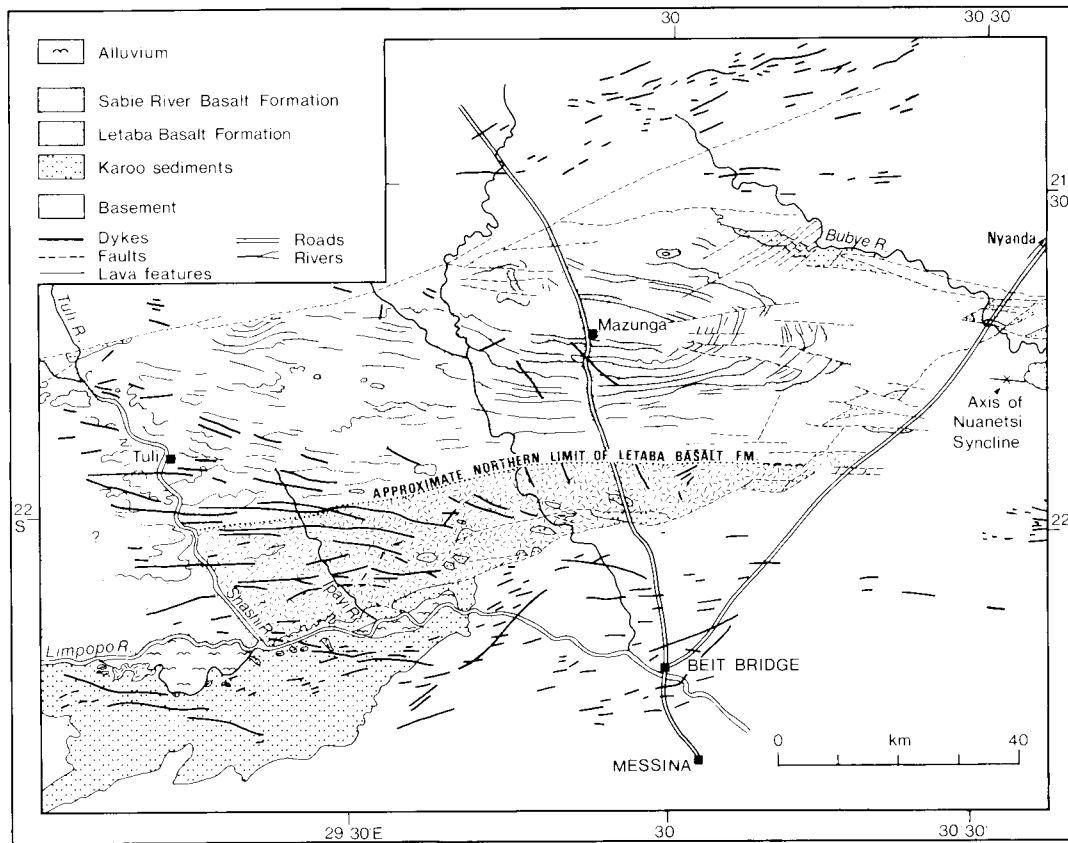 30
30 30
Alluvium
Sabie River Basalt Formation
Letaba Basalt Formation
Karoo sediments
Basement
Dykes
Roads
Faults
Rivers
Lava features
21
30
Bubye R.
Nyanda
Tuli R.
Mazunga
Axis of
Nuanetsi
Syncline
Tuli
APPROXIMATE NORTHERN LIMIT OF LETABA BASALT FM.
22
S
22
?
Shashi R.
Ipayi R.
Limpopo R.
BEIT BRIDGE
0 km 40
MESSINA
29 30'E
30
30 30'